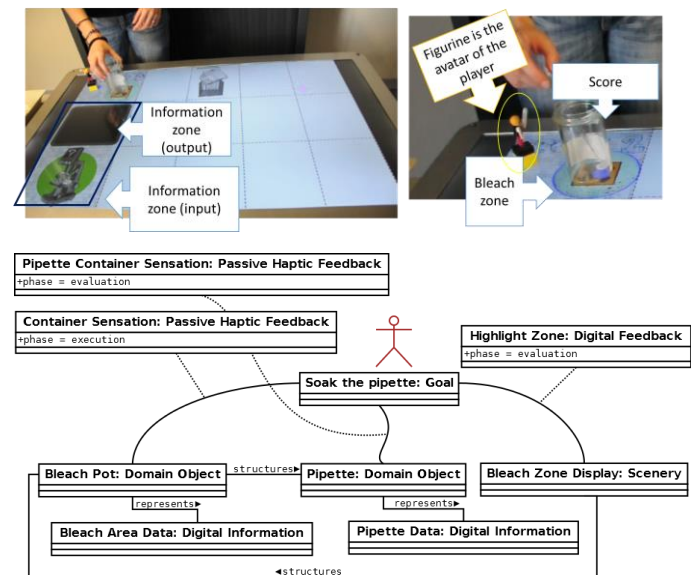 Information
zone
(output)
Information
zone (input)
Figurine is the
avatar of the
player
Score
Bleach
zone
Pipette Container Sensation: Passive Haptic Feedback
+phase = evaluation
Container Sensation: Passive Haptic Feedback
+phase = execution
Highlight Zone: Digital Feedback
+phase = evaluation
Soak the pipette: Goal
Bleach Pot: Domain Object
structures►
Pipette: Domain Object
Bleach Zone Display: Scenery
represents►
represents►
Bleach Area Data: Digital Information
Pipette Data: Digital Information
◄structures